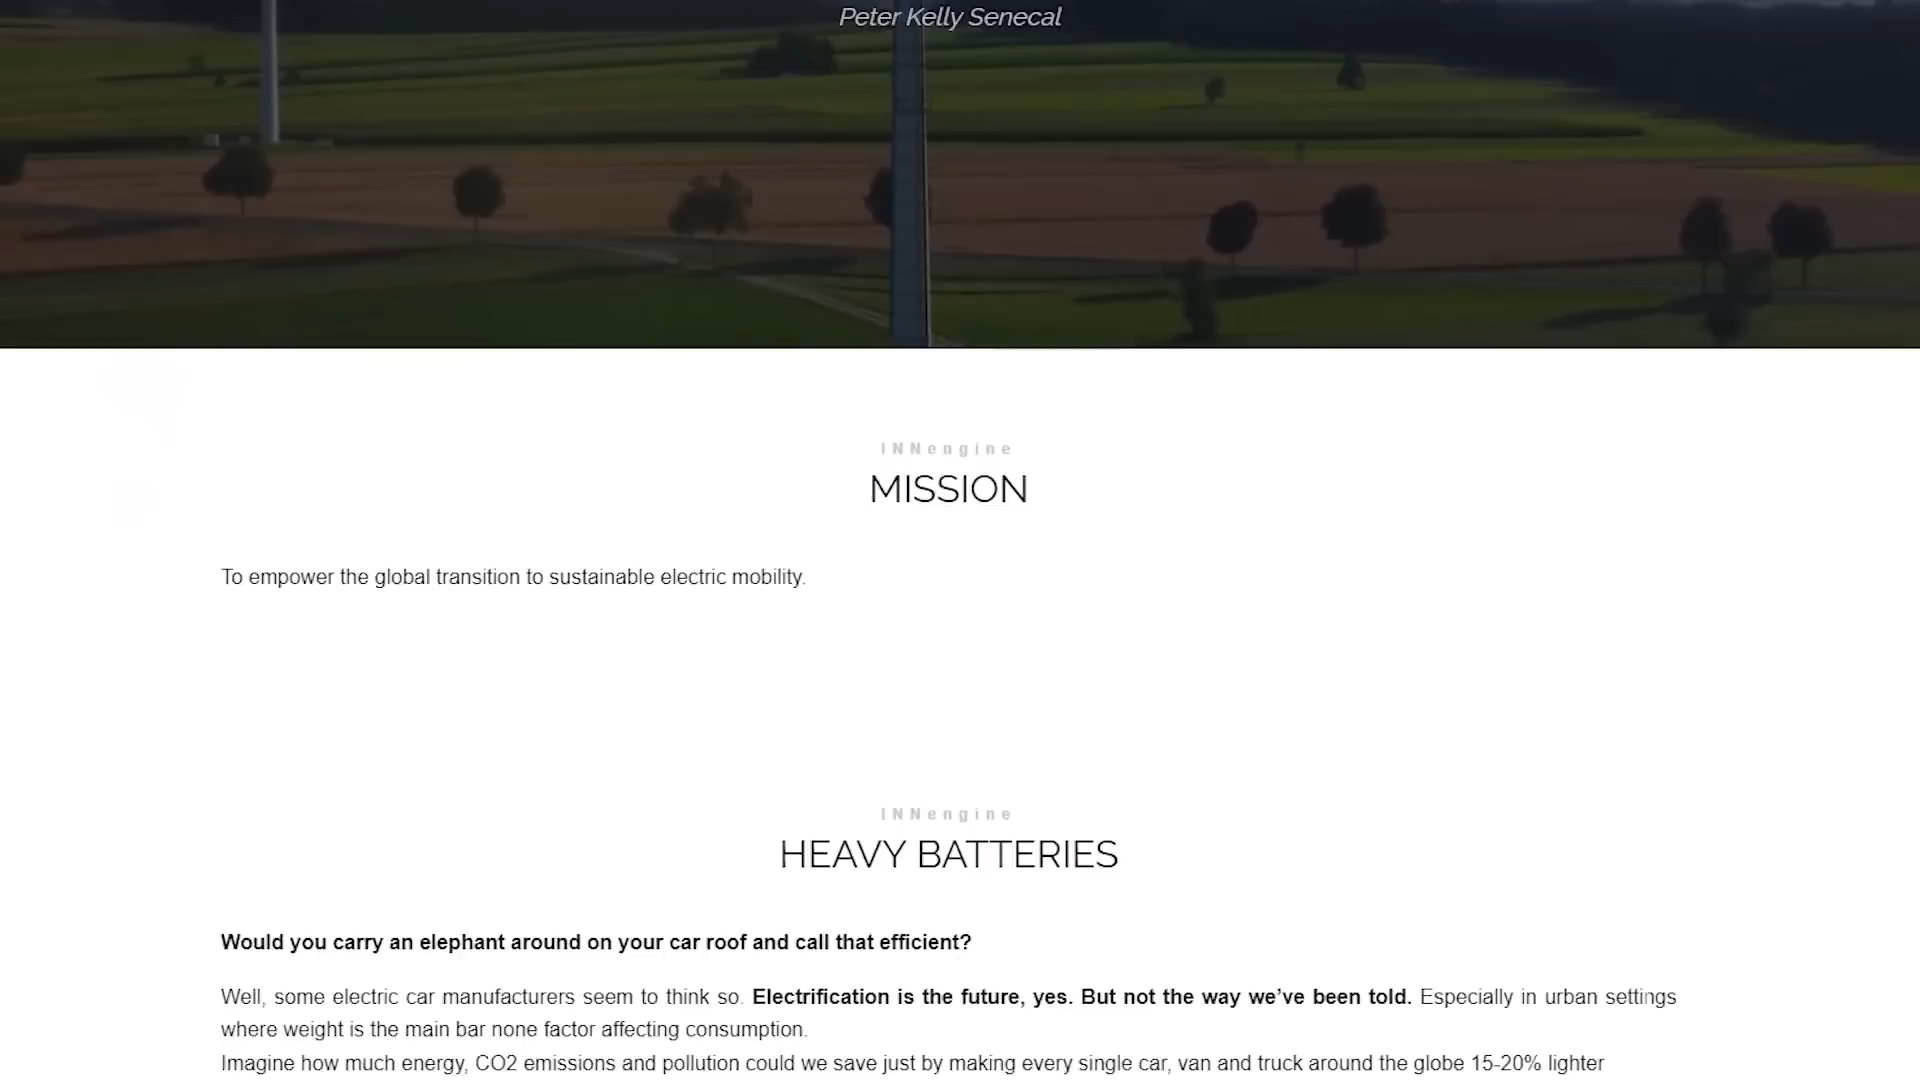 Peter Kelly Senecal
INNengine
MISSION
To empower the global transition to sustainable electric mobility.
INNengine
HEAVY BATTERIES
Would you carry an elephant around on your car roof and call that efficient?
Well, some electric car manufacturers seem to think so. Electrification is the future, yes. But not the way we’ve been told. Especially in urban settings
where weight is the main bar none factor affecting consumption.
Imagine how much energy, CO2 emissions and pollution could we save just by making every single car, van and truck around the globe 15-20% lighter